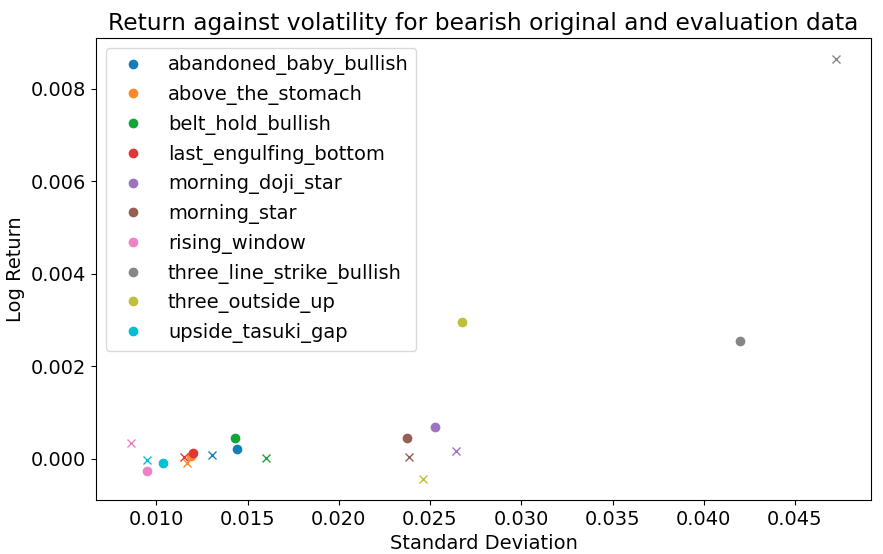 Return against volatility for bearish original and evaluation data
abandoned_baby_bullish
above_the_stomach
belt_hold_bullish
last_engulfing_bottom
morning_doji_star
morning_star
rising_window
three_line_strike_bullish
three_outside_up
upside_tasuki_gap
Log Return
0.008
0.006
0.004
0.002
0.000
0.010 0.015 0.020 0.025 0.030 0.035 0.040 0.045
Standard Deviation